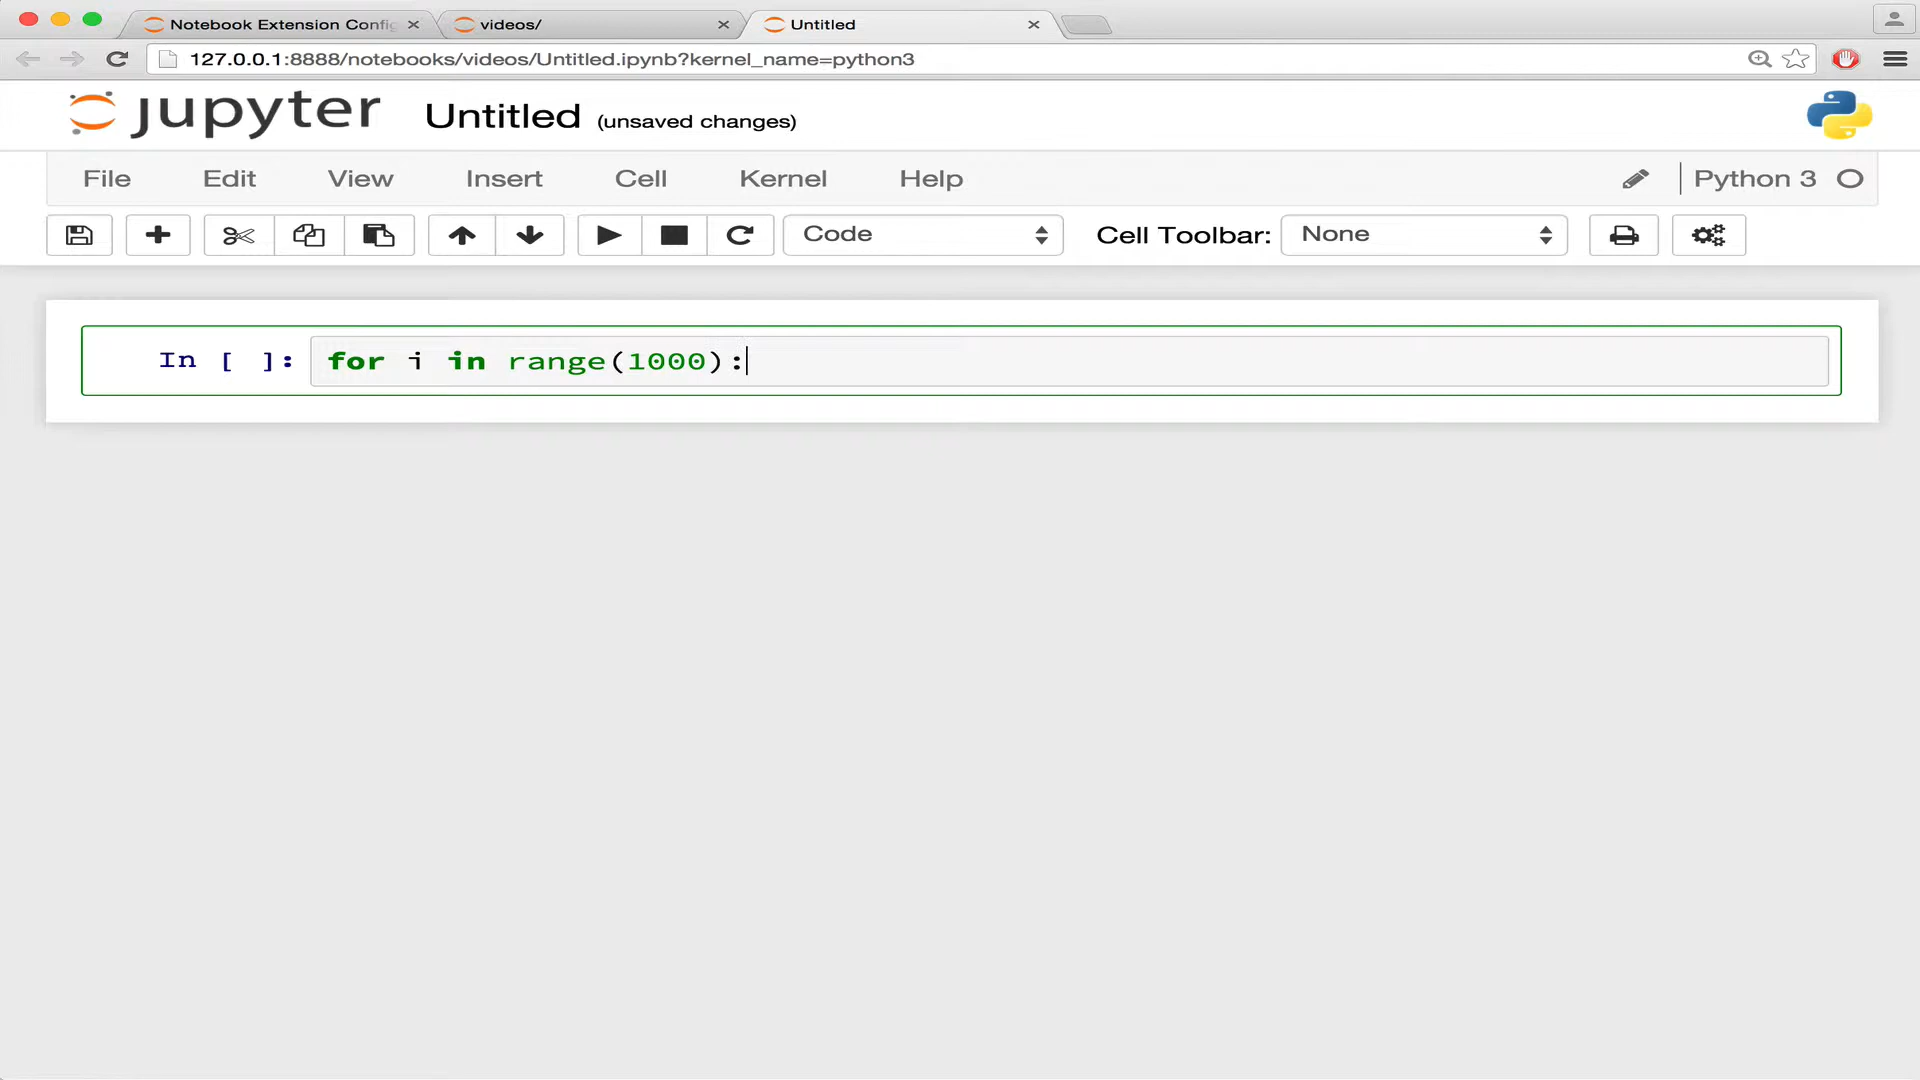 Notebook Extension Config
videos/
Untitled
127.0.0.1:8888/notebooks/videos/Untitled.ipynb?kernel_name=python3
jupyter Untitled (unsaved changes)
File Edit View Insert Cell Kernel Help Python 3
Code Cell Toolbar: None
In [ ]: for i in range(1000):